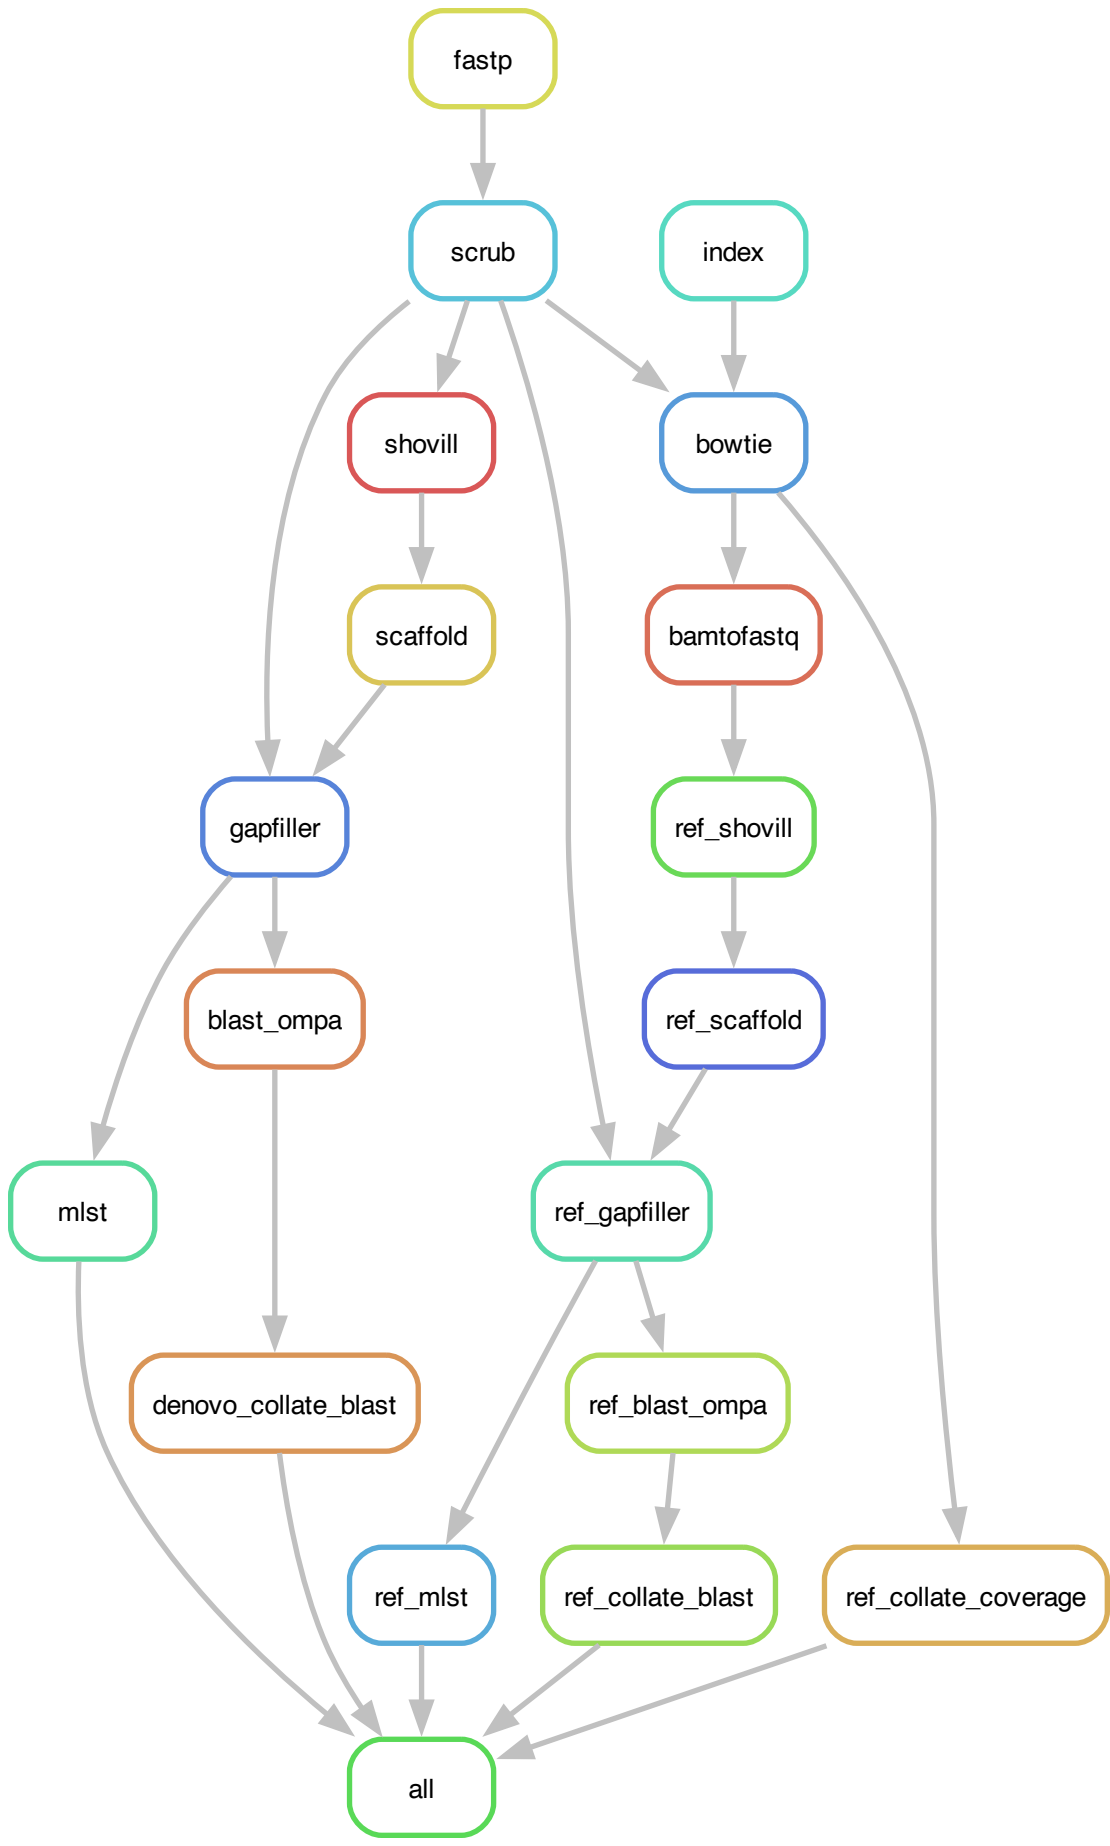 fastp
scrub
index
shovill
bowtie
scaffold
bamtofastq
gapfiller
ref_shovill
blast_ompa
ref_scaffold
mlst
ref_gapfiller
denovo_collate_blast
ref_blast_ompa
ref_mlst
ref_collate_blast
ref_collate_coverage
all